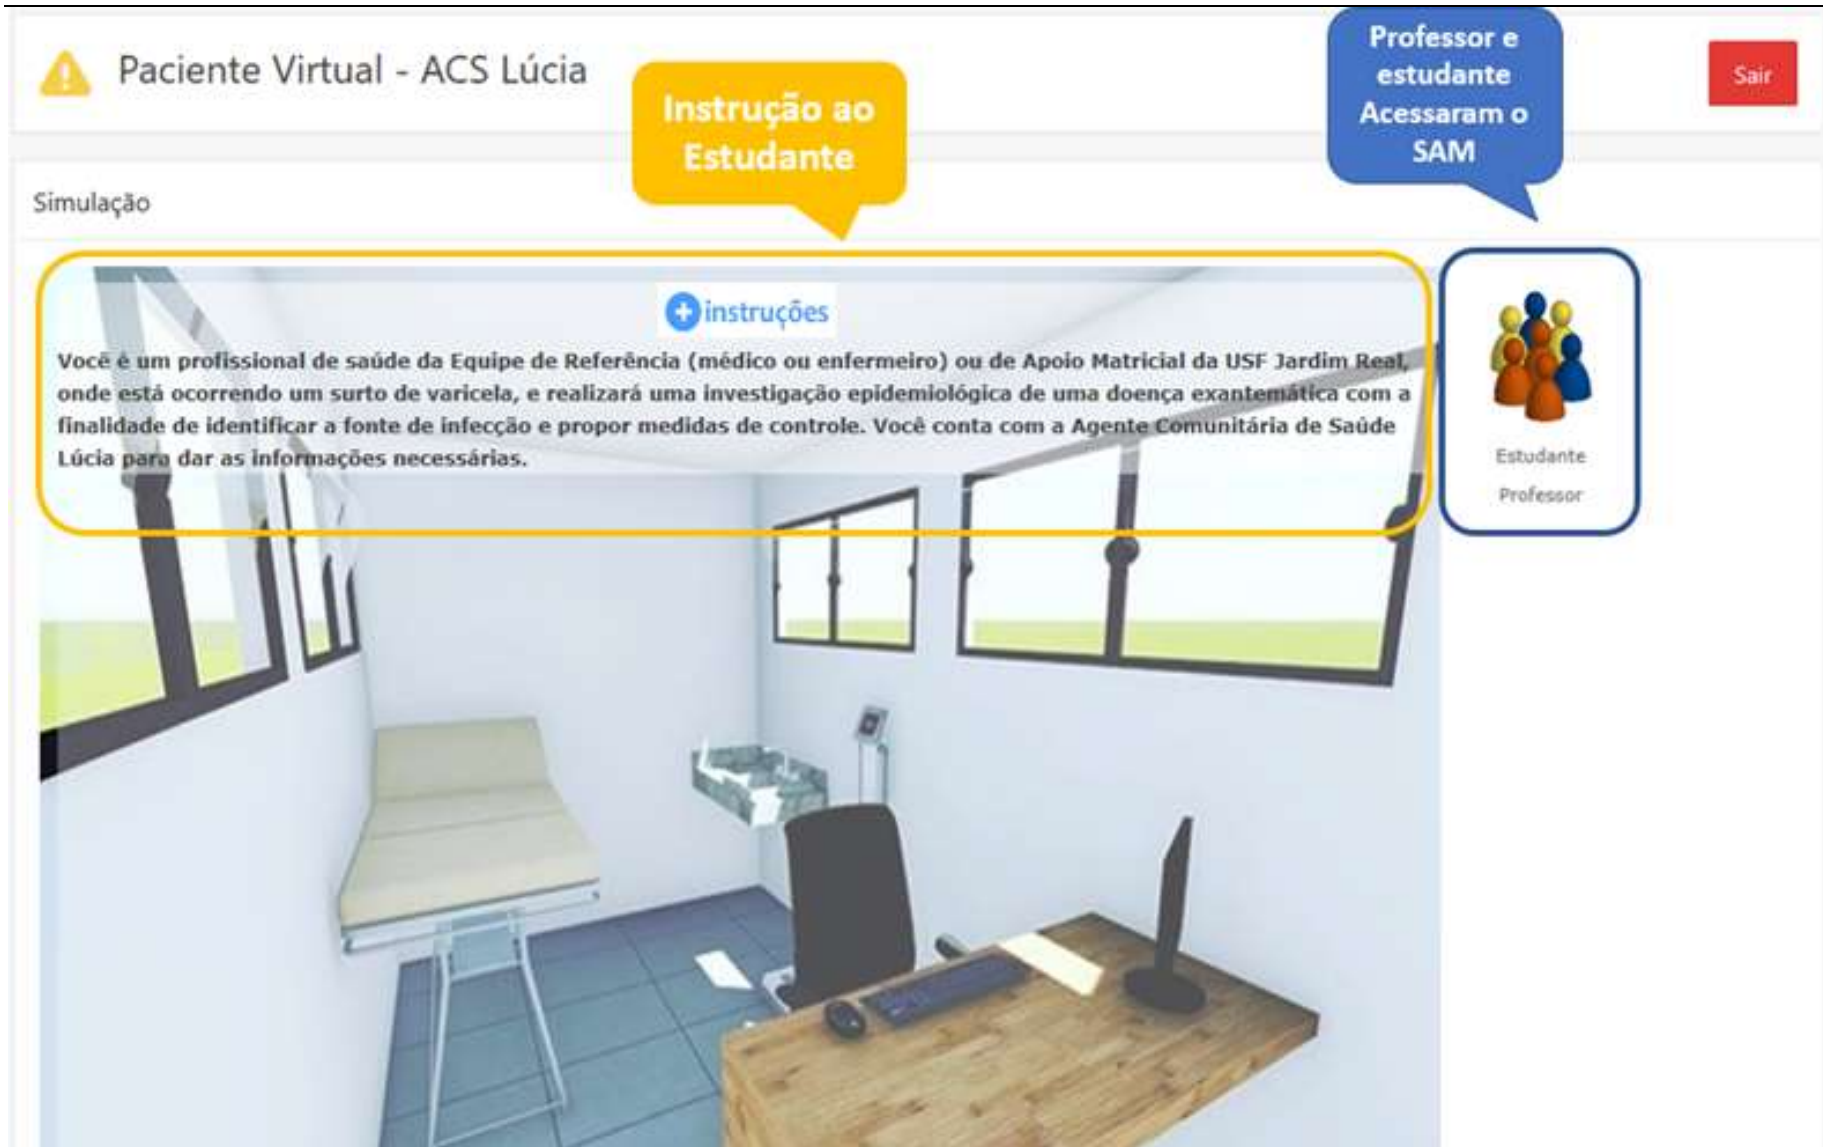 Paciente Virtual - ACS Lúcia
Instrução ao
Estudante
Professor e
estudante
Acessaram o
SAM
Sair
Simulação
instruções
Você é um profissional de saúde da Equipe de Referência (médico ou enfermeiro) ou de Apoio Matricial da USF Jardim Real,
onde está ocorrendo um surto de varicela, e realizará uma investigação epidemiológica de uma doença exantemática com a
finalidade de identificar a fonte de infecção e propor medidas de controle. Você conta com a Agente Comunitária de Saúde
Lúcia para dar as informações necessárias.
Estudante
Professor